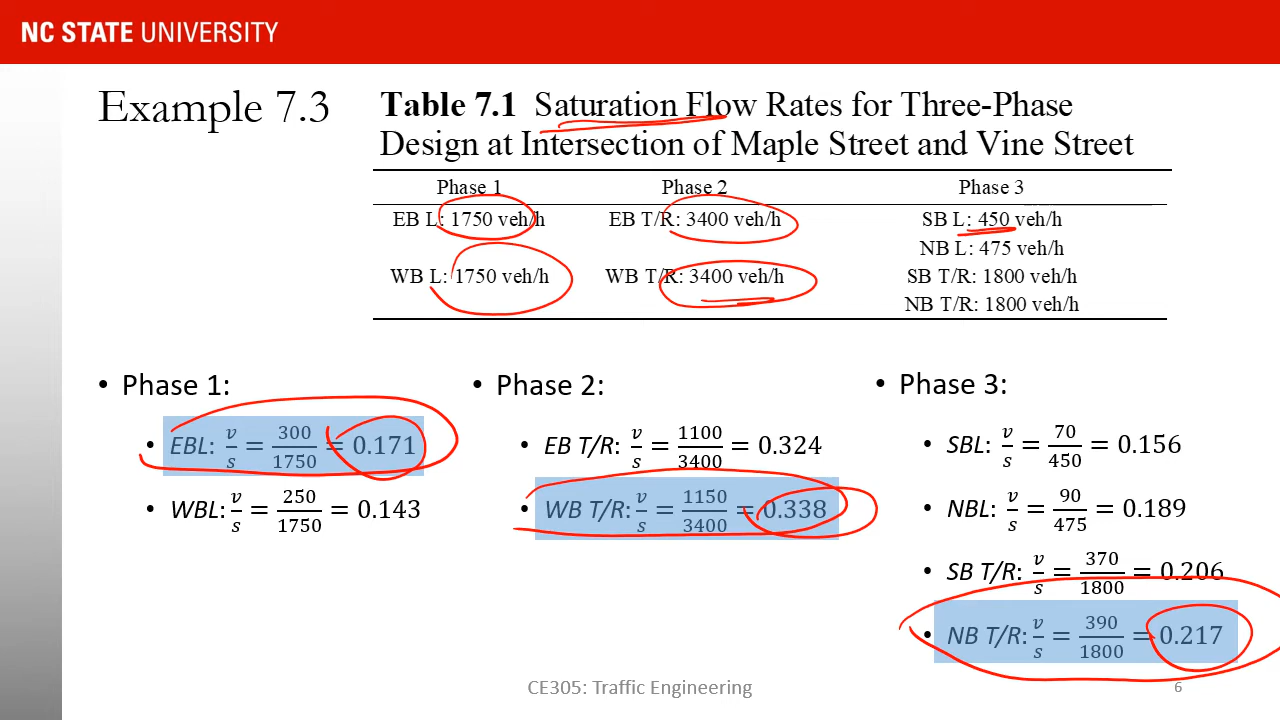 NC STATE UNIVERSITY
Example 7.3
Table 7.1 Saturation Flow Rates for Three-Phase
Design at Intersection of Maple Street and Vine Street
Phase 1 Phase 2 Phase 3
EB L: 1750 veh/h EB T/R: 3400 veh/h SB L: 450 veh/h
NB L: 475 veh/h
WB L: 1750 veh/h WB T/R: 3400 veh/h SB T/R: 1800 veh/h
NB T/R: 1800 veh/h
• Phase 1:
• EBL: v/s = 300/1750 = 0.171
• WBL: v/s = 250/1750 = 0.143
• Phase 2:
• EB T/R: v/s = 1100/3400 = 0.324
• WB T/R: v/s = 1150/3400 = 0.338
• Phase 3:
• SBL: v/s = 70/450 = 0.156
• NBL: v/s = 90/475 = 0.189
• SB T/R: v/s = 370/1800 = 0.206
• NB T/R: v/s = 390/1800 = 0.217
CE305: Traffic Engineering
6